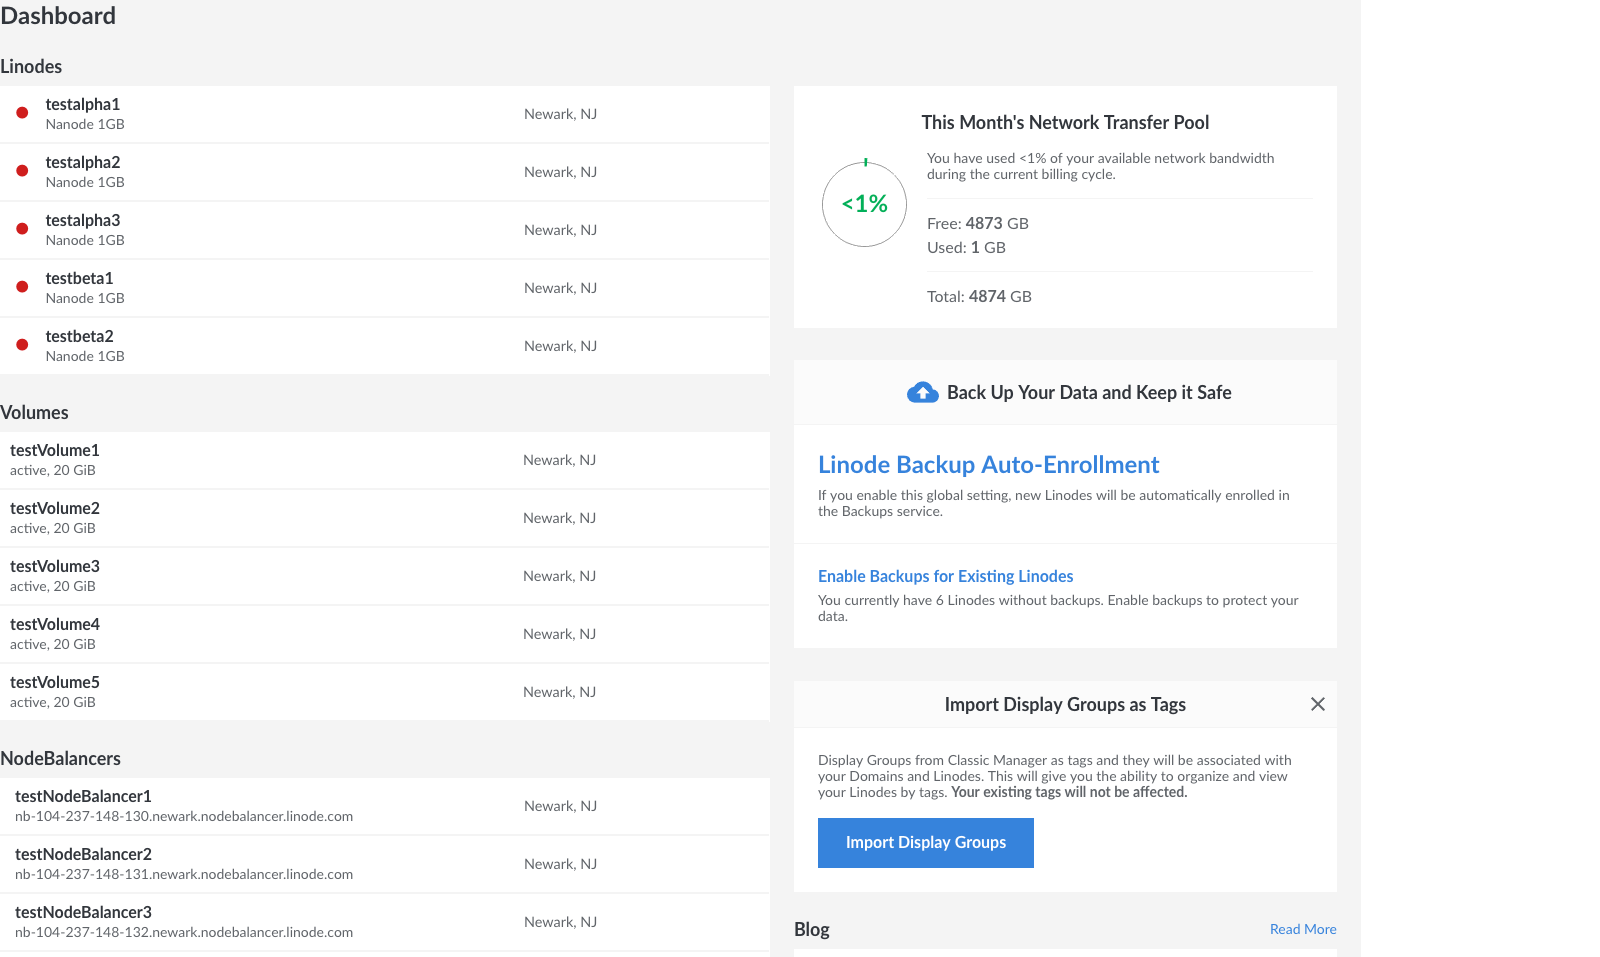 Dashboard
Linodes
testalpha1
Nanode 1GB
Newark, NJ
testalpha2
Nanode 1GB
Newark, NJ
testalpha3
Nanode 1GB
Newark, NJ
testbeta1
Nanode 1GB
Newark, NJ
testbeta2
Nanode 1GB
Newark, NJ
Volumes
testVolume1
active, 20 GiB
Newark, NJ
testVolume2
active, 20 GiB
Newark, NJ
testVolume3
active, 20 GiB
Newark, NJ
testVolume4
active, 20 GiB
Newark, NJ
testVolume5
active, 20 GiB
Newark, NJ
NodeBalancers
testNodeBalancer1
nb-104-237-148-130.newark.nodebalancer.linode.com
Newark, NJ
testNodeBalancer2
nb-104-237-148-131.newark.nodebalancer.linode.com
Newark, NJ
testNodeBalancer3
nb-104-237-148-132.newark.nodebalancer.linode.com
Newark, NJ
This Month's Network Transfer Pool
<1%
You have used <1% of your available network bandwidth
during the current billing cycle.
Free: 4873 GB
Used: 1 GB
Total: 4874 GB
Back Up Your Data and Keep it Safe
Linode Backup Auto-Enrollment
If you enable this global setting, new Linodes will be automatically enrolled in
the Backups service.
Enable Backups for Existing Linodes
You currently have 6 Linodes without backups. Enable backups to protect your
data.
Import Display Groups as Tags
Display Groups from Classic Manager as tags and they will be associated with
your Domains and Linodes. This will give you the ability to organize and view
your Linodes by tags. Your existing tags will not be affected.
Import Display Groups
Blog
Read More